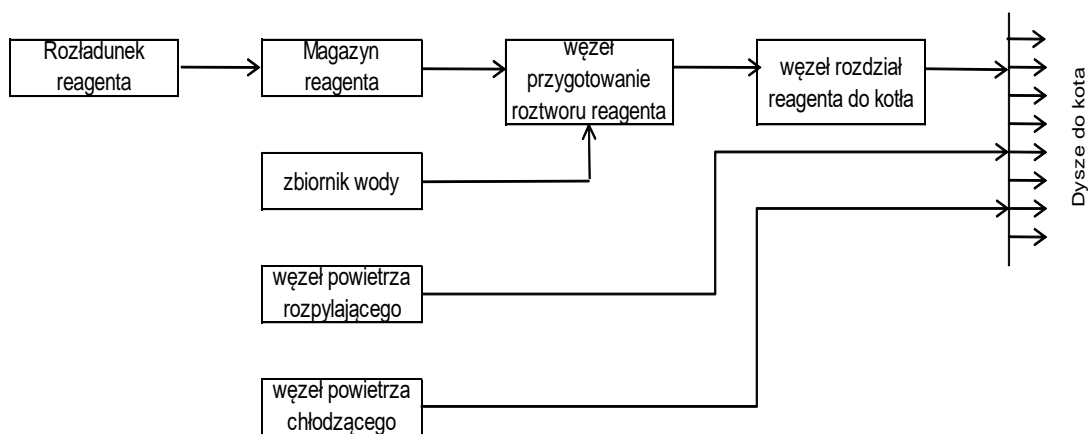 Rozładunek
reagenta
Magazyn
reagenta
węzeł
przygotowanie
roztworu reagenta
węzeł rozdział
reagenta do kotła
zbiornik wody
węzeł powietrza
rozpylającego
węzeł powietrza
chłodzącego
Dysze do kota